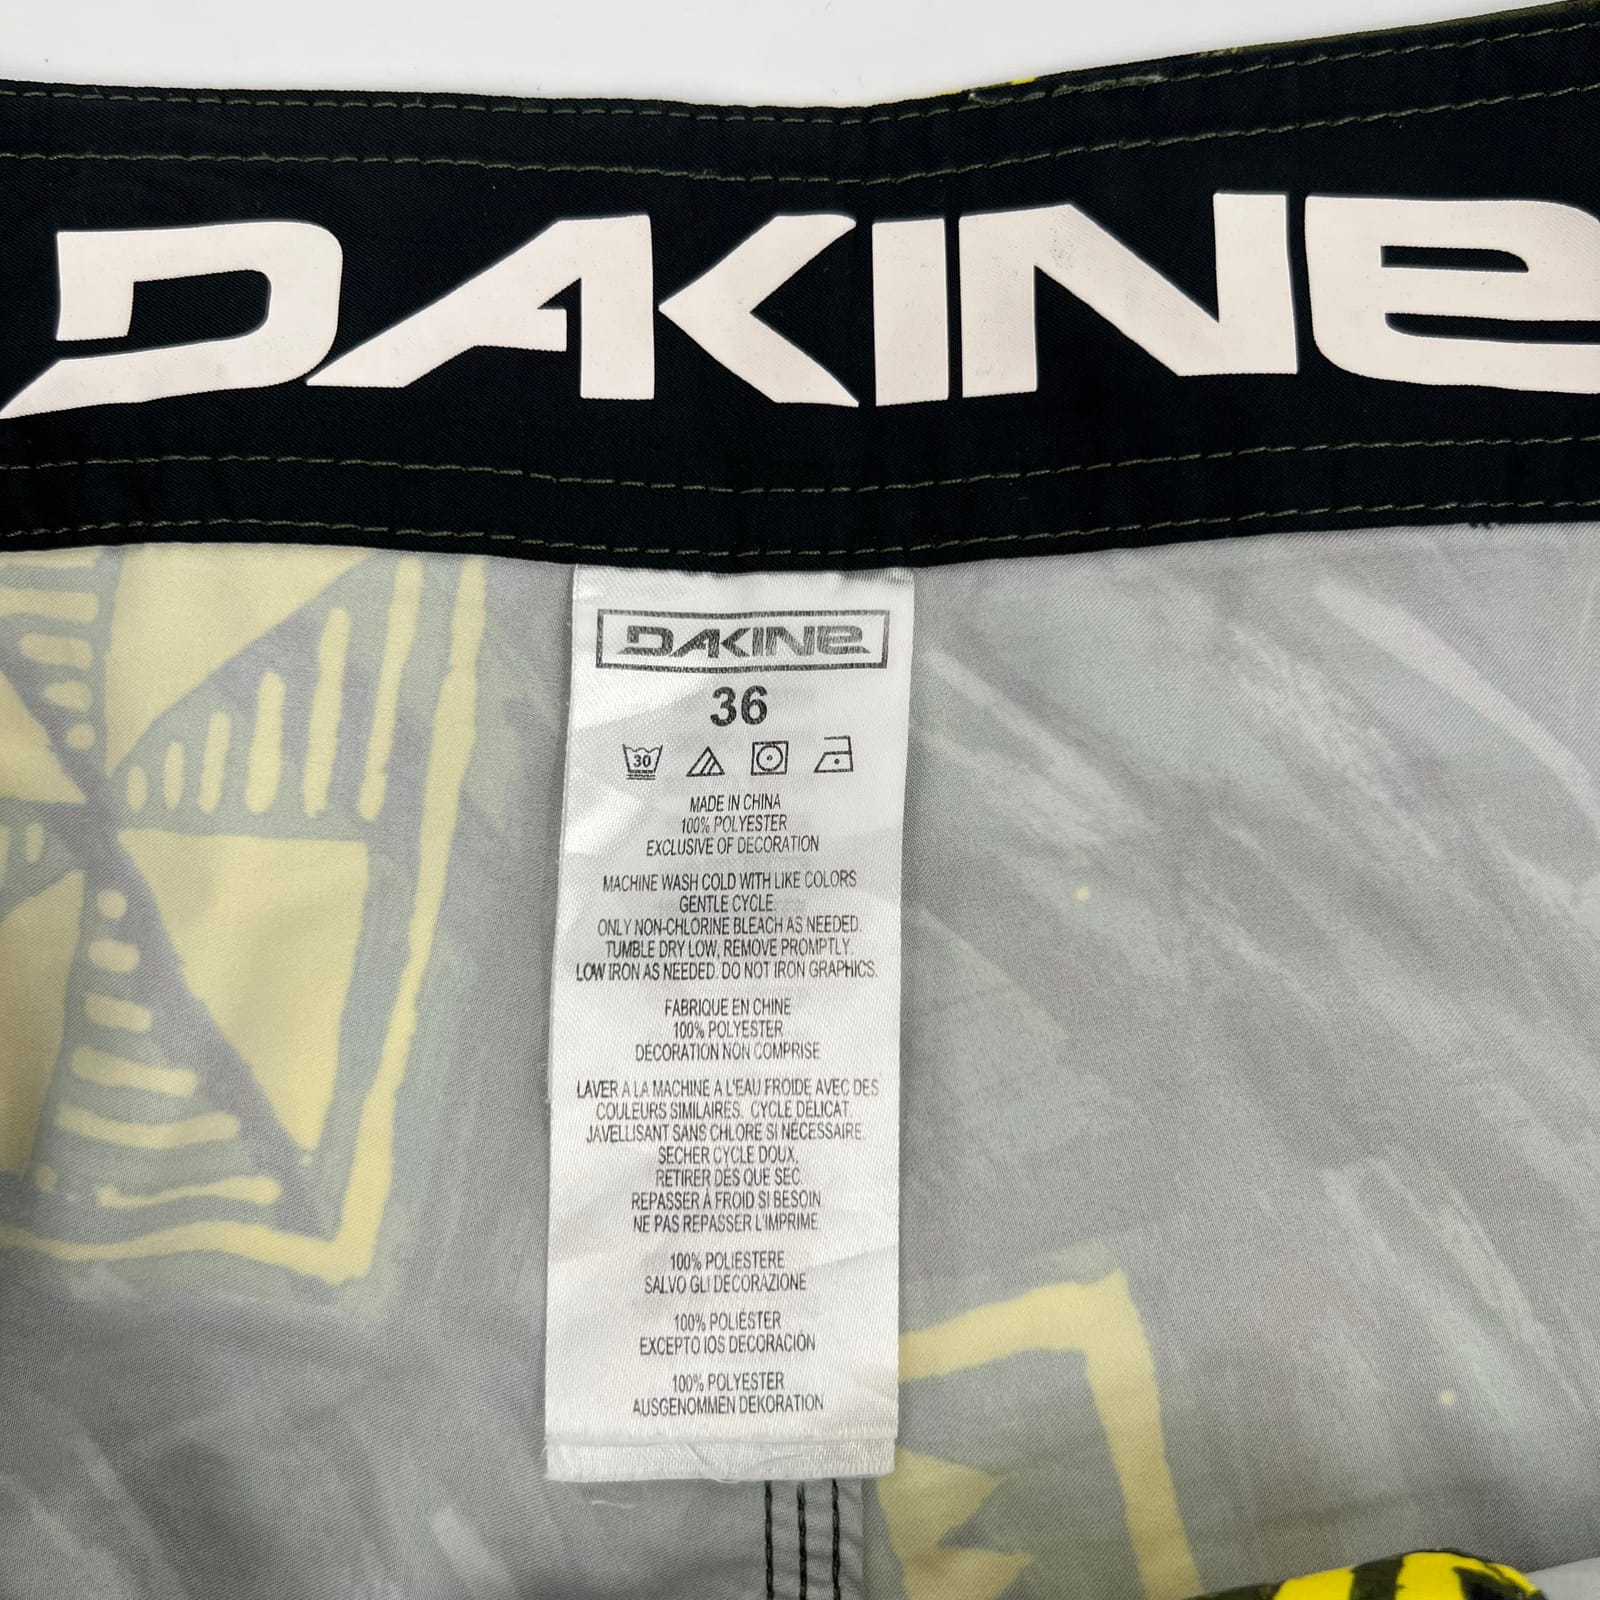 DAKINE
DAKINE
36
30
MADE IN CHINA
100% POLYESTER
EXCLUSIVE OF DECORATION
MACHINE WASH COLD WITH LIKE COLORS
GENTLE CYCLE.
ONLY NON-CHLORINE BLEACH AS NEEDED.
TUMBLE DRY LOW, REMOVE PROMPTLY.
LOW IRON AS NEEDED. DO NOT IRON GRAPHICS.
FABRIQUE EN CHINE
100% POLYESTER
DÉCORATION NON COMPRISE
LAVER A LA MACHINE A L'EAU FROIDE AVEC DES
COULEURS SIMILAIRES. CYCLE DÉLICAT.
JAVELLISANT SANS CHLORE SI NÉCESSAIRE.
SECHER CYCLE DOUX.
RETIRER DÈS QUE SEC.
REPASSER À FROID SI BESOIN.
NE PAS REPASSER L'IMPRIMÉ.
100% POLIESTERE
SALVO GLI DECORAZIONE
100% POLIÉSTER
EXCEPTO IOS DECORACIÓN
100% POLYESTER
AUSGENOMMEN DEKORATION